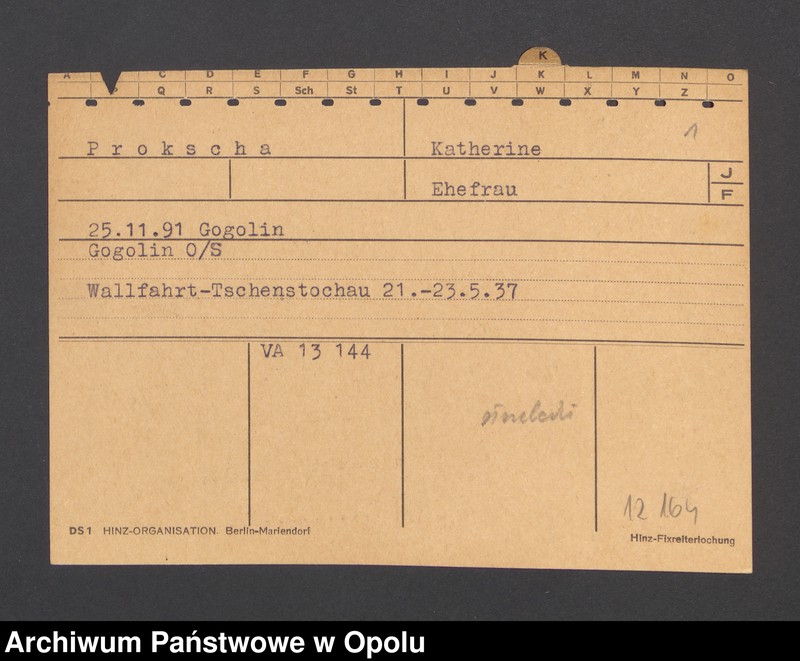 K
A C D E F G H I J K L M N O
P Q R S Sch St T U V W X Y Z
1
Prokscha Katherine
Ehefrau
J
F
25.11.91 Gogolin
Gogolin O/S
Wallfahrt-Tschenstochau 21.-23.5.37
VA 13 144
12 164
DS1 HINZ-ORGANISATION. Berlin-Mariendorf
Hinz-Fixreiterlochung
Archiwum Państwowe w Opolu